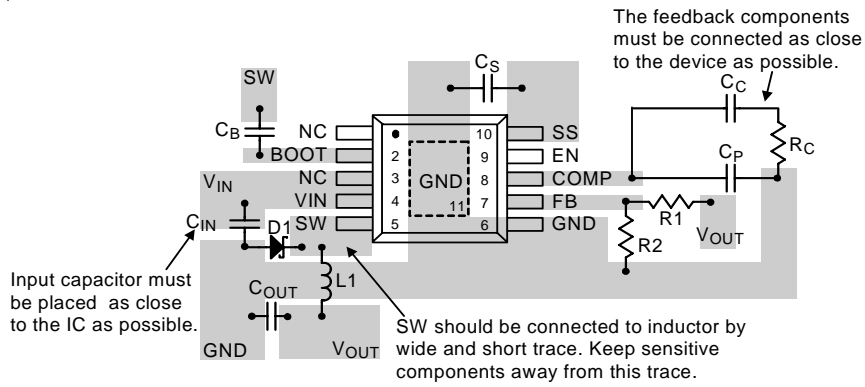 The feedback components
must be connected as close
to the device as possible.
CS
SW
CC
CB
NC
10
SS
RC
BOOT
2
9
EN
CP
VIN
NC
3
GND
8
COMP
VIN
4
11
7
FB
R1
CIN
D1
SW
5
6
GND
R2
VOUT
Input capacitor must
be placed as close
to the IC as possible.
COUT
L1
GND
VOUT
SW should be connected to inductor by
wide and short trace. Keep sensitive
components away from this trace.